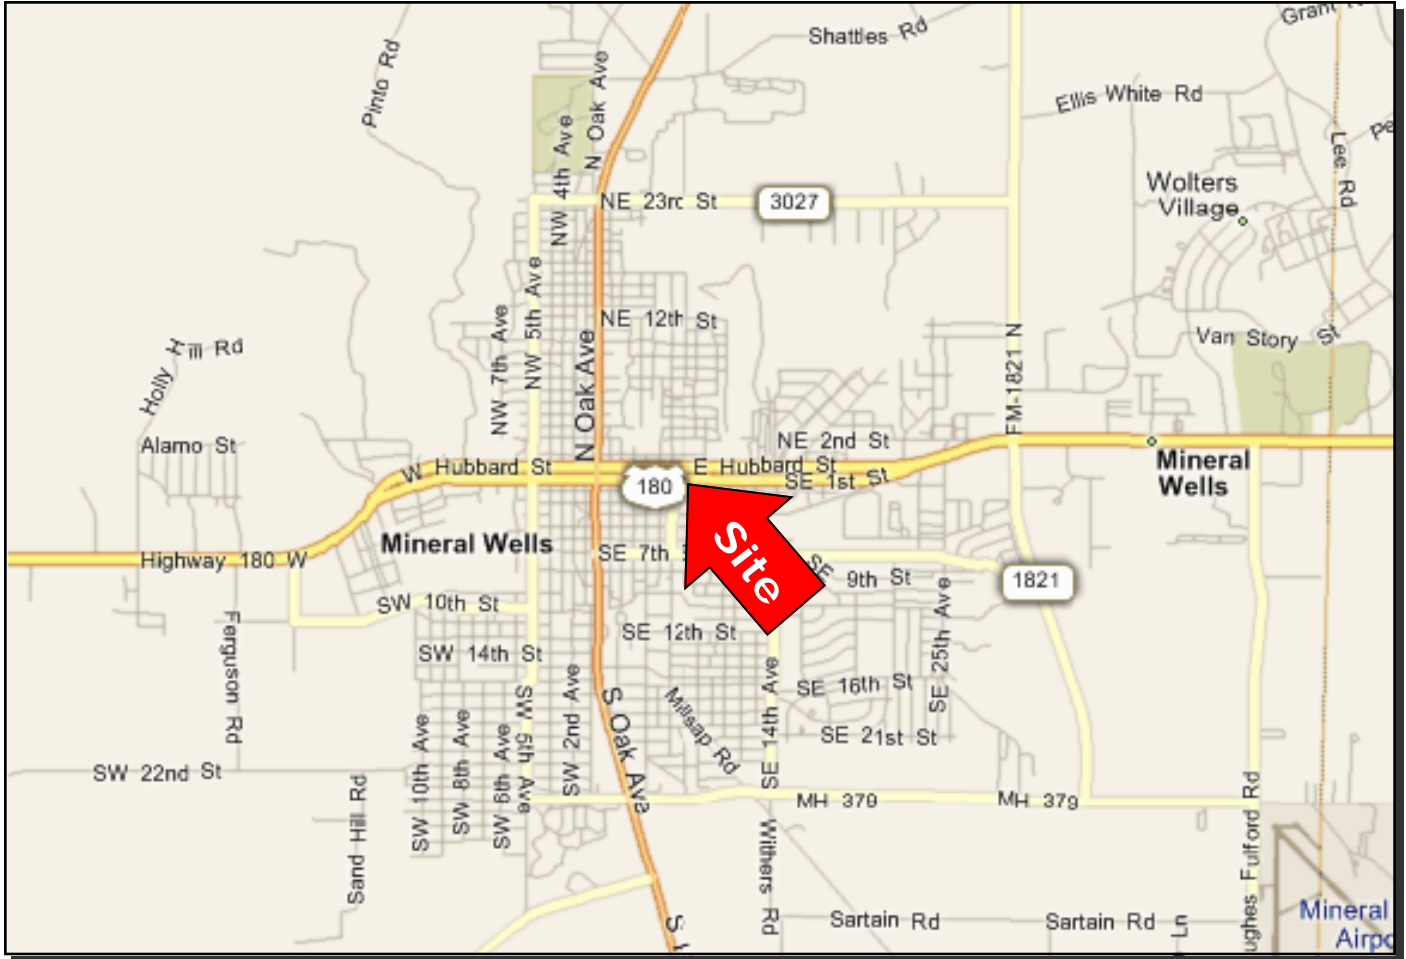 Grant
Shattles Rd
Pinto Rd
N Oak Ave
Ellis White Rd
Pe
Lee Rd
NW 4th Ave
Wolters
Village
NE 23rd St
3027
NW 5th Ave
NW 7th Ave
NE 12th St
N Oak Ave
FM-1821 N
Van Story St
Holly Hill Rd
Alamo St
NE 2nd St
W Hubbard St
E Hubbard St
SE 1st St
180
Mineral
Wells
Site
Mineral Wells
Highway 180 W
SE 7th
SE 9th St
1821
SW 10th St
SE 12th St
SE 25th Ave
Ferguson Rd
SW 14th St
SW 5th Ave
SW 2nd Ave
S Oak Ave
Millsap Rd
SE 14th Ave
SE 16th St
SE 21st St
SW 22nd St
SW 10th Ave
SW 8th Ave
SW 6th Ave
Sand Hill Rd
MH 379
MH 379
Withers Rd
ughes Fulford Rd
Sartain Rd
Sartain Rd
Ln
S
Mineral
Airpo